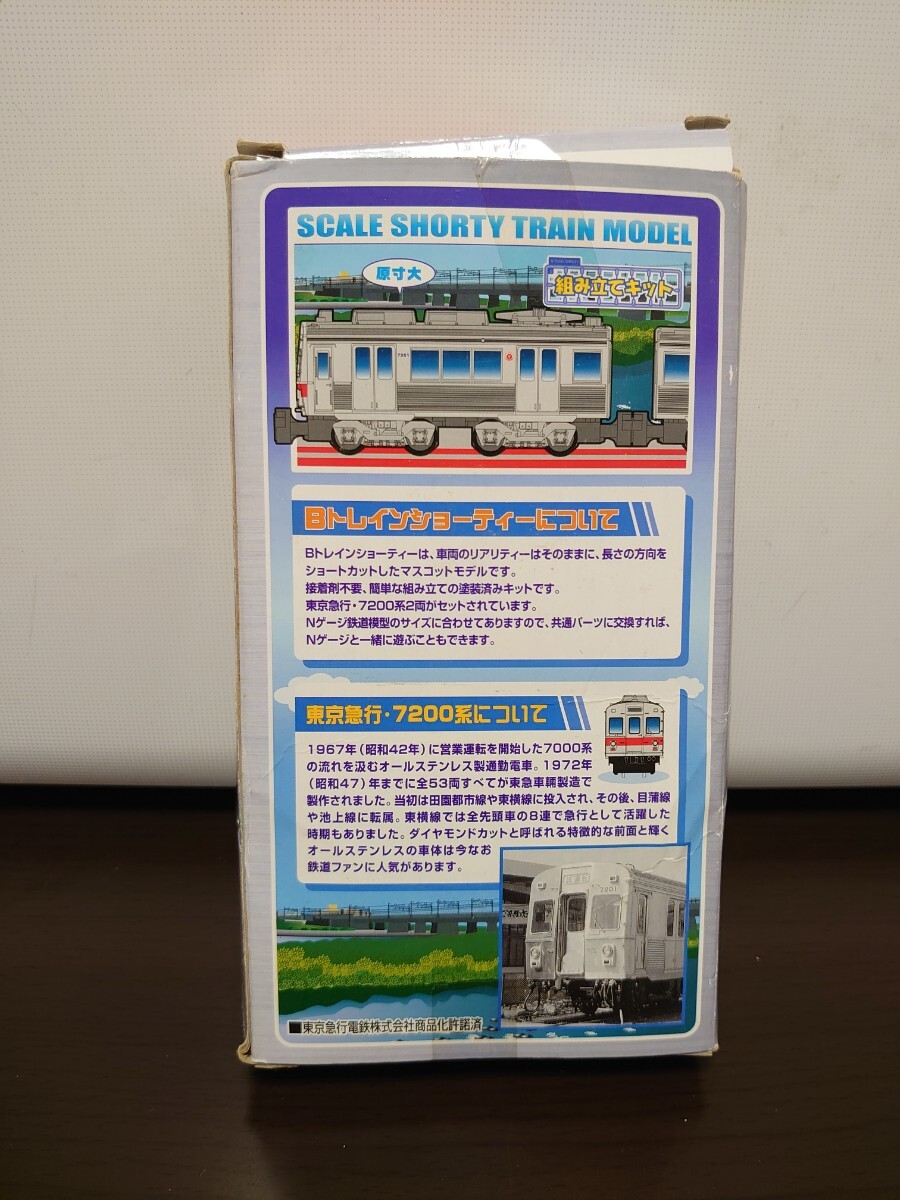 SCALE SHORTY TRAIN MODEL
原寸大
組み立てキット
7201
Bトレインショーティーについて
Bトレインショーティーは、車両のリアリティーはそのままに、長さの方向を
ショートカットしたマスコットモデルです。
接着剤不要、簡単な組み立ての塗装済みキットです。
東京急行・7200系2両がセットされています。
Nゲージ鉄道模型のサイズに合わせてありますので、共通パーツに交換すれば、
Nゲージと一緒に遊ぶこともできます。
東京急行・7200系について
1967年（昭和42年）に営業運転を開始した7000系
の流れを汲むオールステンレス製通勤電車。1972年
（昭和47）年までに全53両すべてが東急車輛製造で
製作されました。当初は田園都市線や東横線に投入され、その後、目蒲線
や池上線に転属。東横線では全先頭車の8連で急行として活躍した
時期もありました。ダイヤモンドカットと呼ばれる特徴的な前面と輝く
オールステンレスの車体は今なお
鉄道ファンに人気があります。
7201
■東京急行電鉄株式会社商品化許諾済